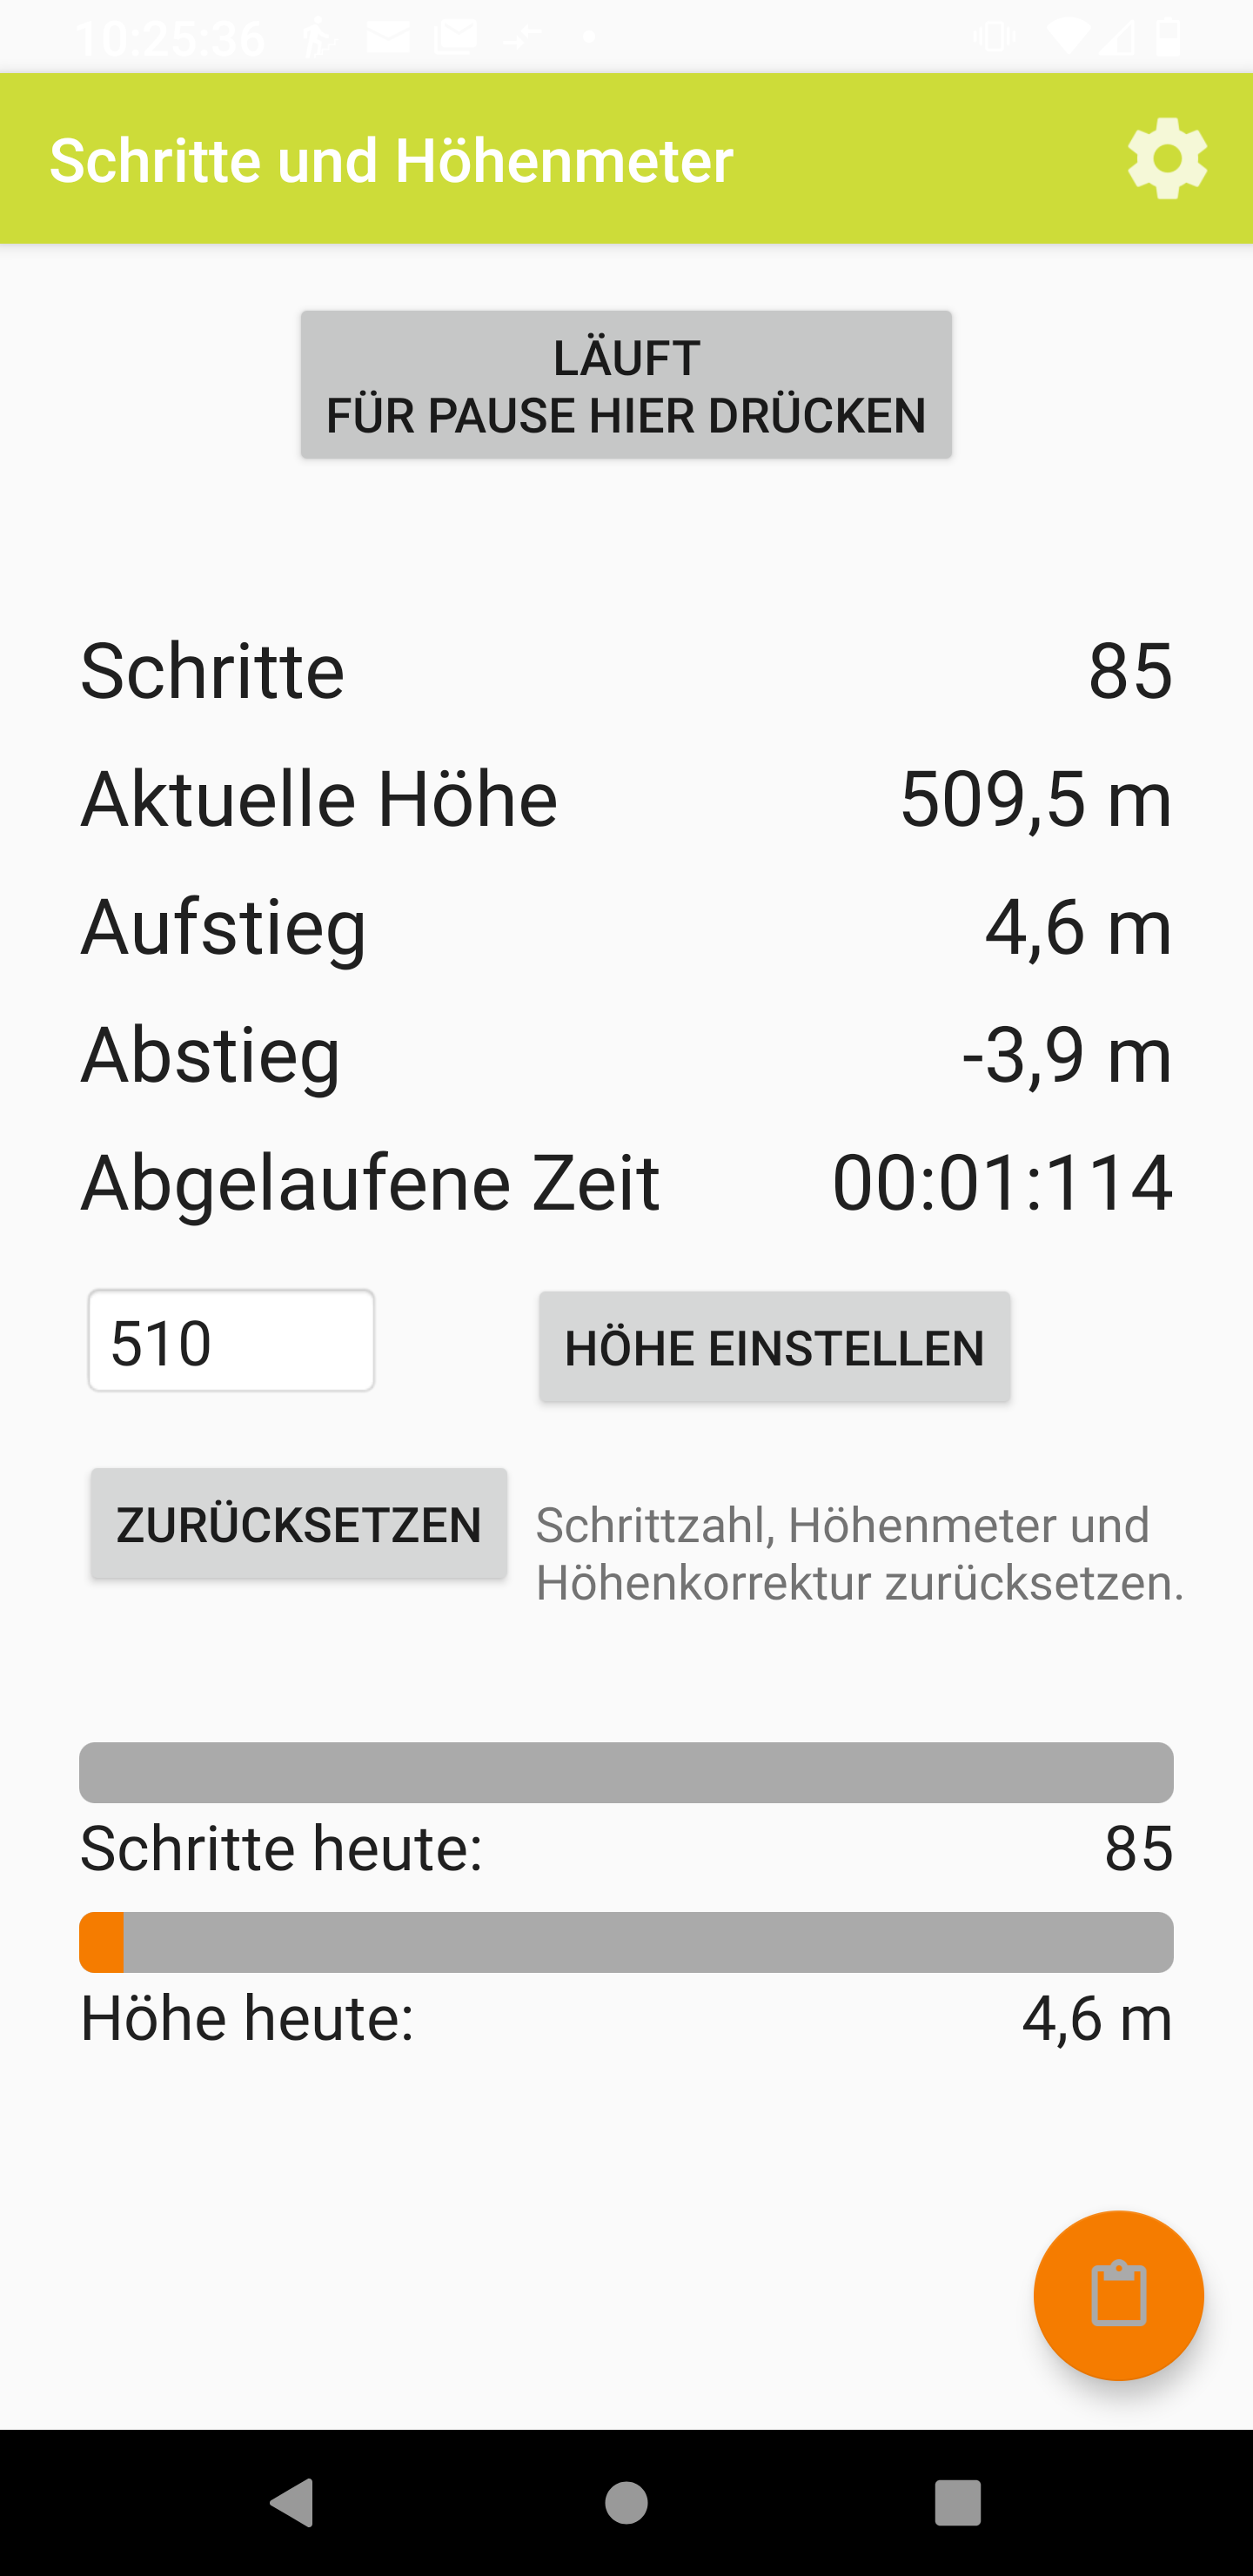 10:25:36
Schritte und Höhenmeter
LÄUFT
FÜR PAUSE HIER DRÜCKEN
Schritte 85
Aktuelle Höhe 509,5 m
Aufstieg 4,6 m
Abstieg -3,9 m
Abgelaufene Zeit 00:01:114
510 HÖHE EINSTELLEN
ZURÜCKSETZEN Schrittzahl, Höhenmeter und
Höhenkorrektur zurücksetzen.
Schritte heute: 85
Höhe heute: 4,6 m